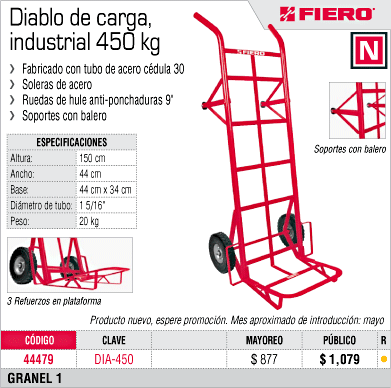 Diablo de carga,
industrial 450 kg
FIERO®
N
› Fabricado con tubo de acero cédula 30
› Soleras de acero
› Ruedas de hule anti-ponchaduras 9"
› Soportes con balero
FIERO
Soportes con balero
ESPECIFICACIONES
Altura: 150 cm
Ancho: 44 cm
Base: 44 cm x 34 cm
Diámetro de tubo: 1 5/16"
Peso: 20 kg
3 Refuerzos en plataforma
Producto nuevo, espere promoción. Mes aproximado de introducción: mayo
CÓDIGO CLAVE MAYOREO PÚBLICO R
44479 DIA-450 $ 877 $ 1,079
GRANEL 1